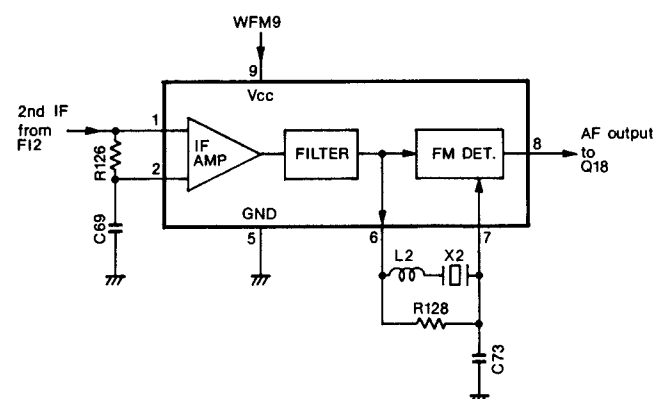 WFM9
9
Vcc
2nd IF
from
FI2
1
R126
2
C69
IF
AMP
FILTER
FM DET.
8
AF output
to
Q18
GND
5
6
7
L2
X2
R128
C73